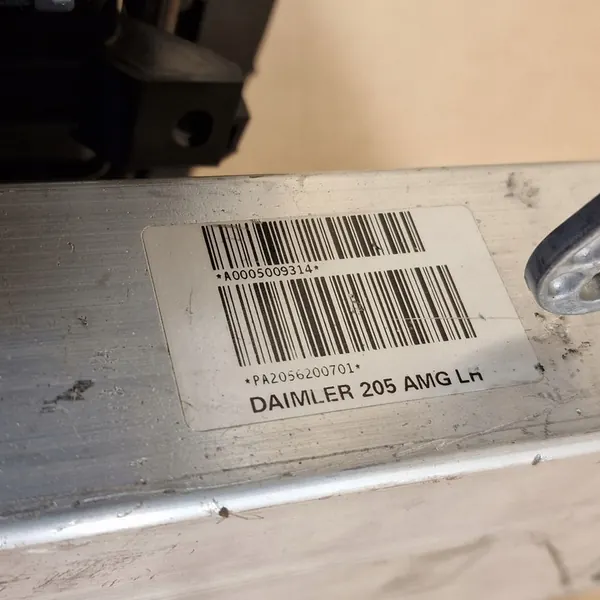 *A0005009314*
*PA2056200701*
DAIMLER 205 AMG LH